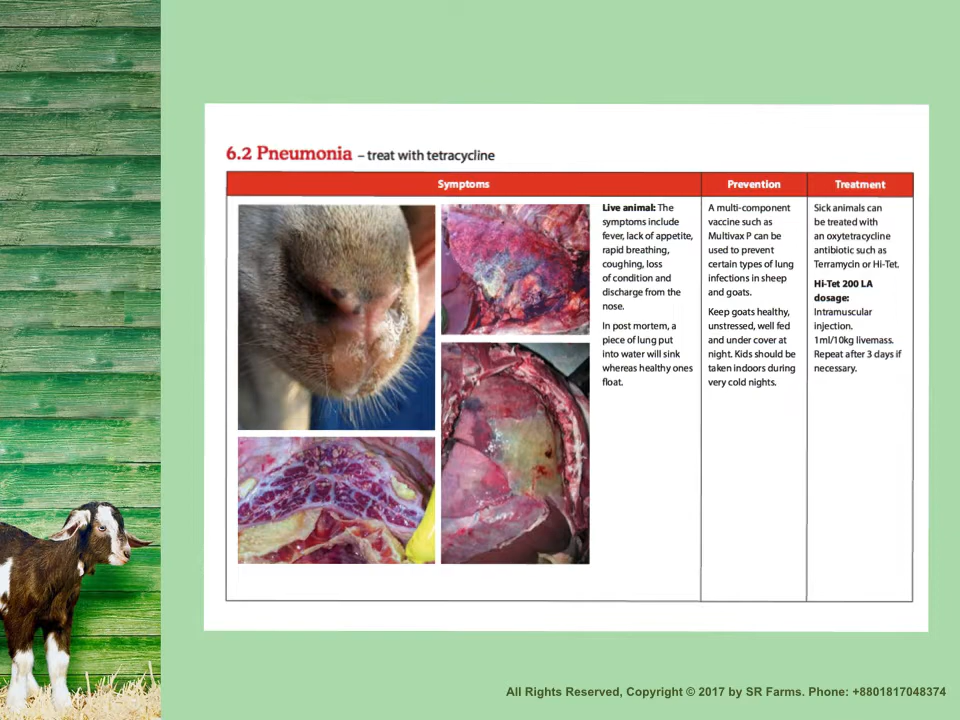 6.2 Pneumonia – treat with tetracycline
Symptoms
Prevention
Treatment
Live animal: The
symptoms include
fever, lack of appetite,
rapid breathing,
coughing, loss
of condition and
discharge from the
nose.
In post mortem, a
piece of lung put
into water will sink
whereas healthy ones
float.
A multi-component
vaccine such as
Multivax P can be
used to prevent
certain types of lung
infections in sheep
and goats.
Keep goats healthy,
unstressed, well fed
and under cover at
night. Kids should be
taken indoors during
very cold nights.
Sick animals can
be treated with
an oxytetracycline
antibiotic such as
Terramycin or Hi-Tet.
Hi-Tet 200 LA
dosage:
Intramuscular
injection.
1ml/10kg livemass.
Repeat after 3 days if
necessary.
All Rights Reserved, Copyright © 2017 by SR Farms. Phone: +8801817048374